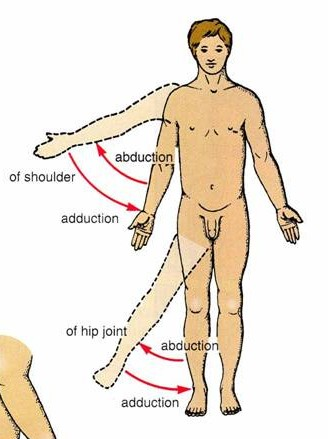 abduction
of shoulder
adduction
of hip joint
abduction
adduction